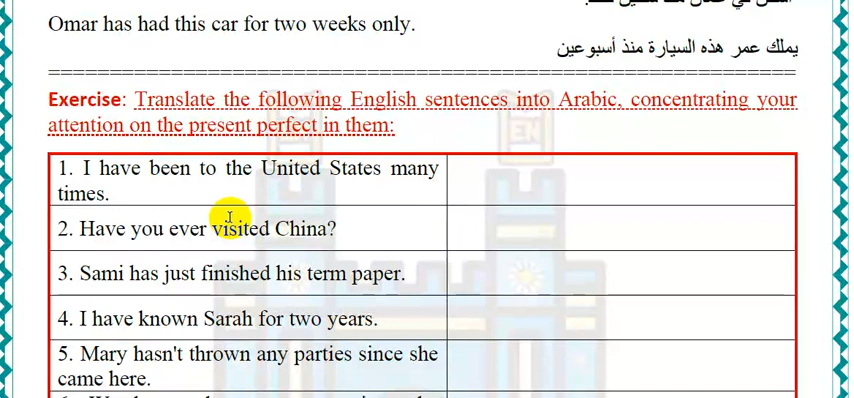 Omar has had this car for two weeks only.
يملك عمر هذه السيارة منذ أسبوعين
Exercise: Translate the following English sentences into Arabic, concentrating your
attention on the present perfect in them:
1. I have been to the United States many
times.
2. Have you ever visited China?
3. Sami has just finished his term paper.
4. I have known Sarah for two years.
5. Mary hasn't thrown any parties since she
came here.
EN